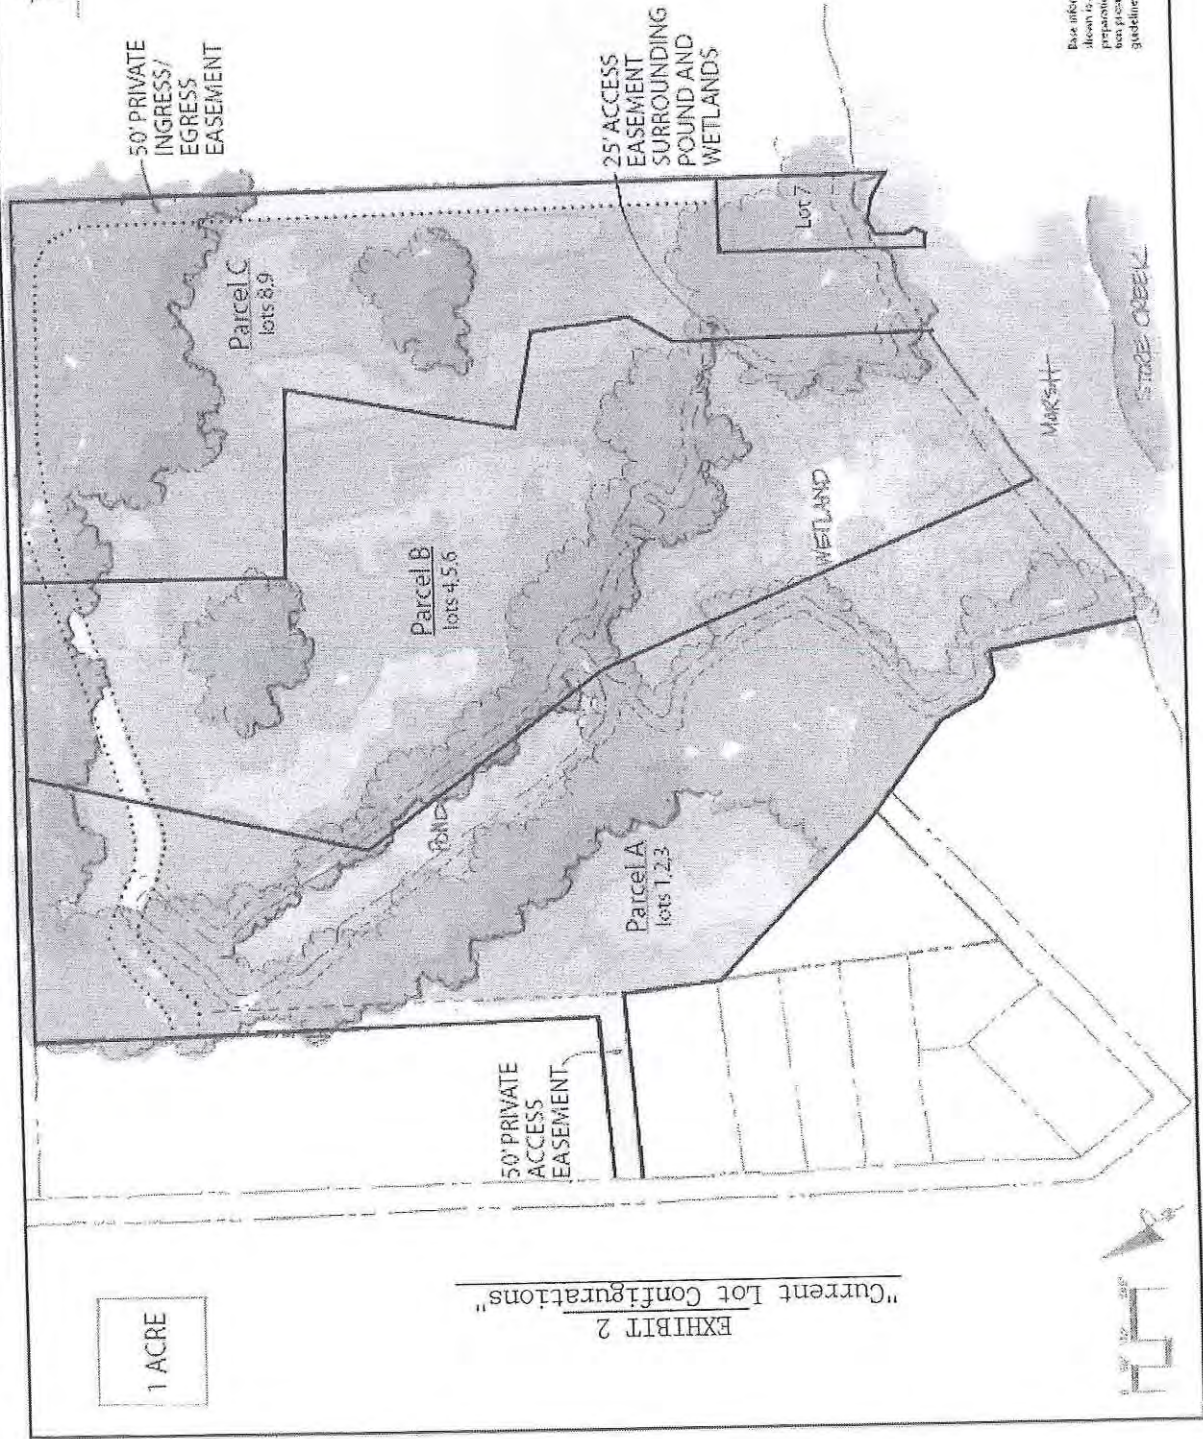 50' PRIVATE
INGRESS/
EGRESS
EASEMENT
25' ACCESS
EASEMENT
SURROUNDING
POUND AND
WETLANDS
Parcel C
lots 8,9
Lot 7
Parcel B
lots 4,5,6
WETLAND
MARSH
STORE CREEK
POND
Parcel A
lots 1,2,3
50' PRIVATE
ACCESS
EASEMENT
1 ACRE
EXHIBIT 2
"Current Lot Configurations"